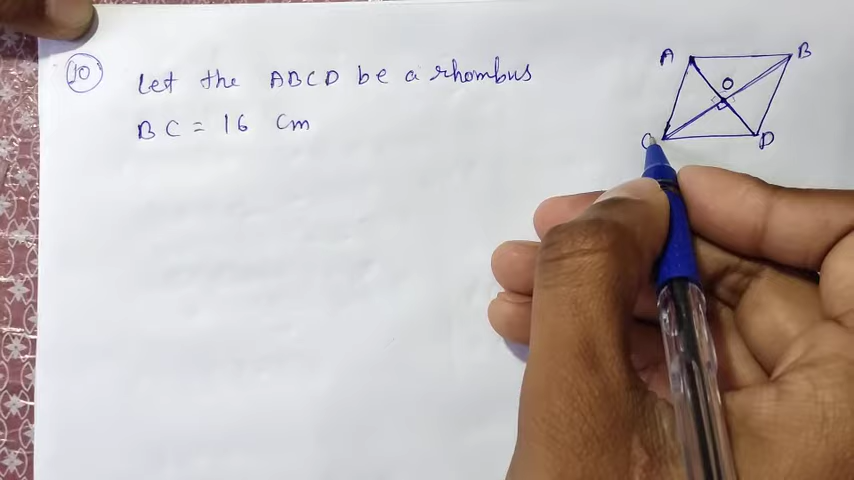 10 Let the ABCD be a rhombus
BC = 16 cm
A B
O
C D